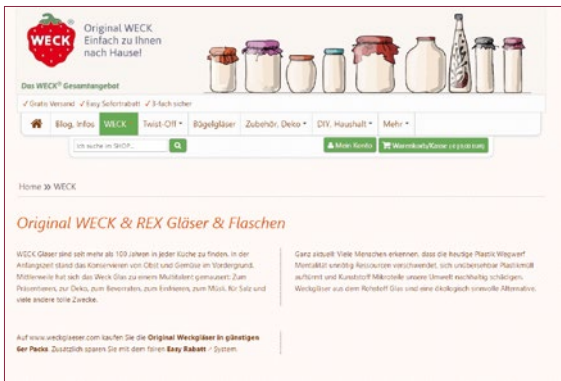 WECK
Original WECK
Einfach zu Ihnen
nach Hause!
Das WECK® Gesamtangebot
✓Gratis Versand ✓Easy Sofortrabatt ✓3-fach sicher
Blog, Infos WECK Twist-Off Bügelgläser Zubehör, Deko DIY, Haushalt Mehr
Ich suche im SHOP... Mein Konto Warenkorb/Kasse
Home » WECK
Original WECK & REX Gläser & Flaschen
WECK Gläser sind seit mehr als 100 Jahren in jeder Küche zu finden. In der
Anfangszeit stand das Konservieren von Obst und Gemüse im Vordergrund.
Mittlerweile hat sich das Weck Glas zu einem Multitalent gemausert: Zum
Präsentieren, zur Deko, zum Bevorraten, zum Einfrieren, zum Müsli, für Salz und
viele andere tolle Zwecke.
Ganz aktuell: Viele Menschen erkennen, dass die heutige Plastik Wegwerf
Mentalität unnötig Ressourcen verschwendet, sich unübersehbar Plastikmüll
auftürmt und Kunststoff Mikroteile unsere Umwelt nachhaltig schädigen.
Weckgläser aus dem Rohstoff Glas sind eine ökologisch sinnvolle Alternative.
Auf www.weckglaeser.com kaufen Sie die Original Weckgläser in günstigen
6er Packs. Zusätzlich sparen Sie mit dem fairen Easy Rabatt ✓ System.